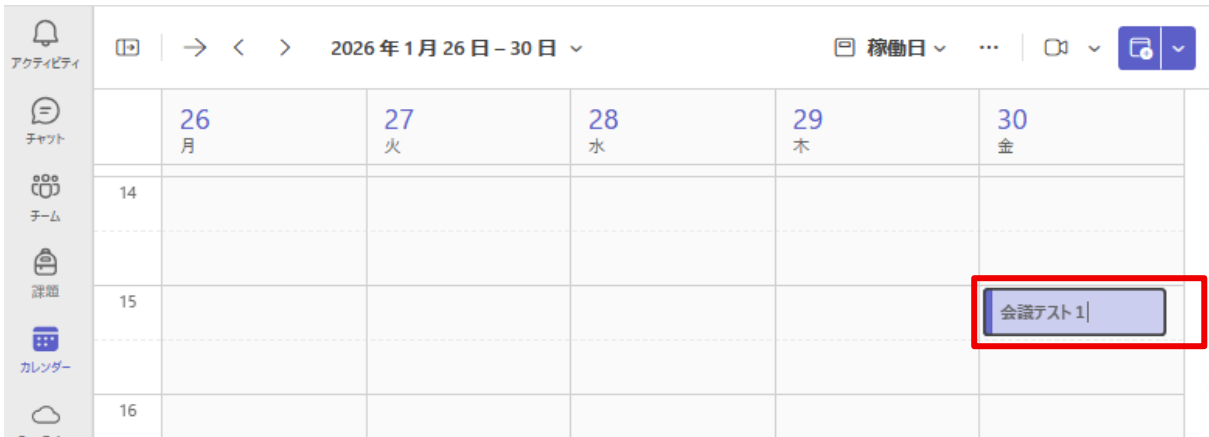 アクティビティ
2026 年 1 月 26 日 – 30 日
稼働日
チャット
26
月
27
火
28
水
29
木
30
金
チーム
14
課題
15
会議テスト 1
カレンダー
16